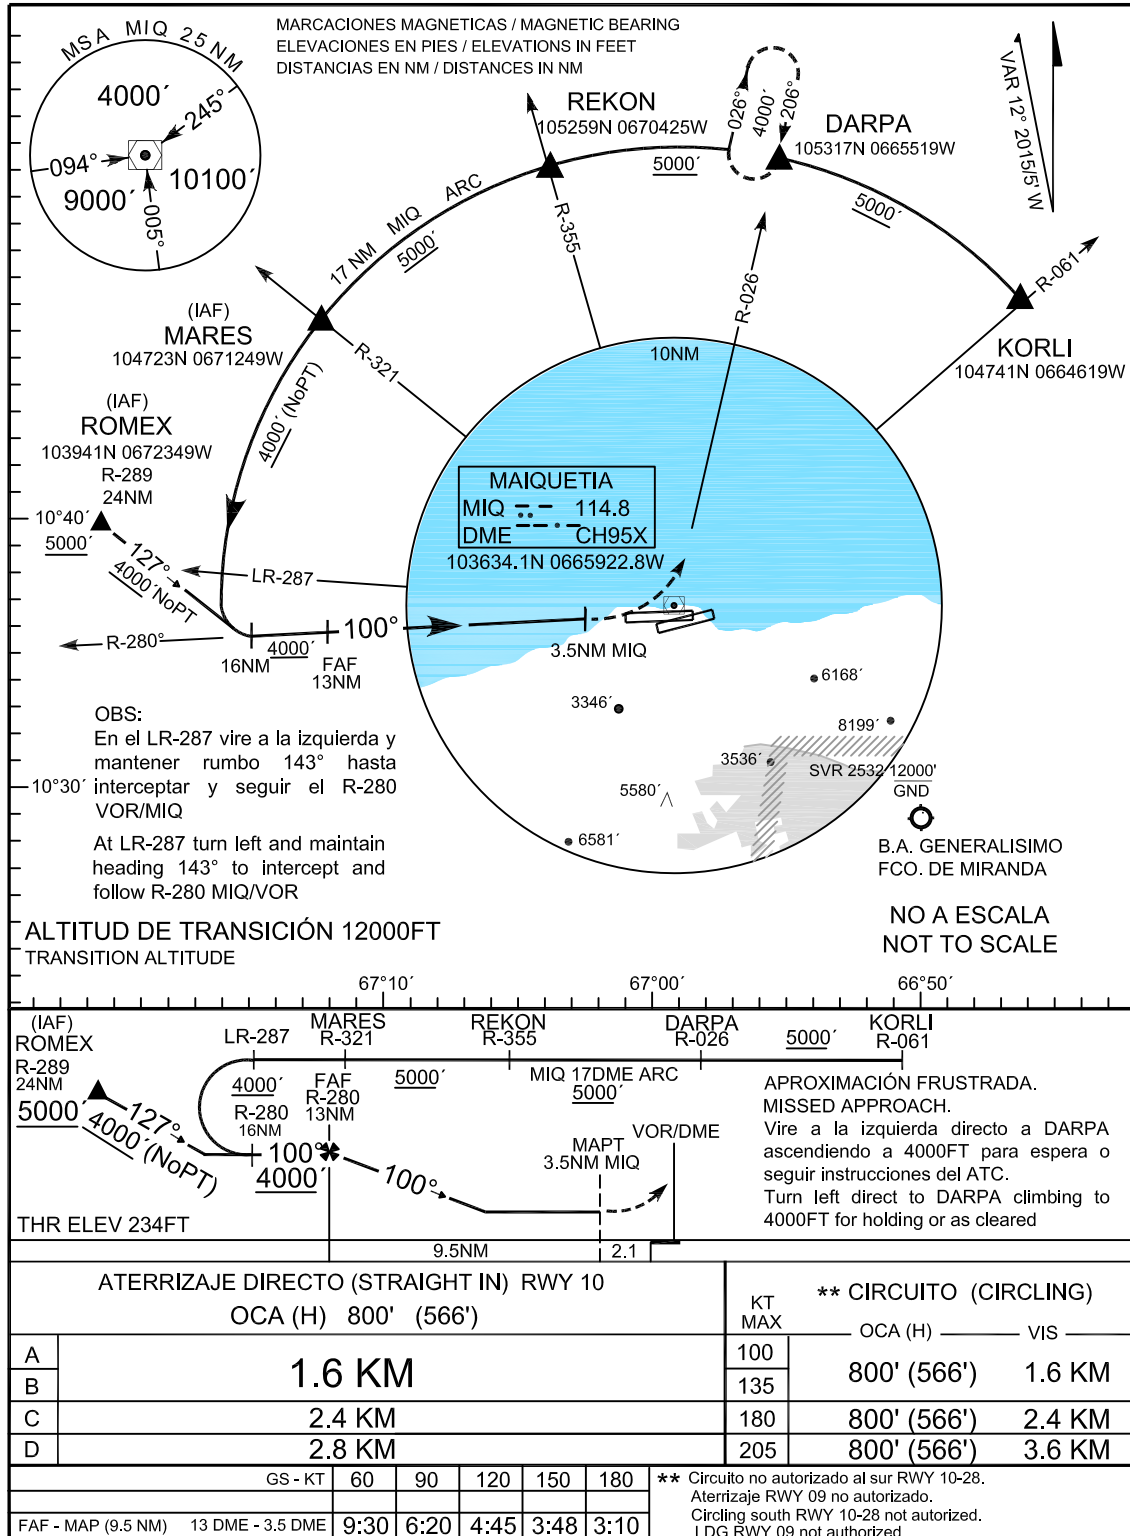 MSA MIQ 25 NM
4000´
245°
094°
9000´
10100´
005°
MARCACIONES MAGNETICAS / MAGNETIC BEARING
ELEVACIONES EN PIES / ELEVATIONS IN FEET
DISTANCIAS EN NM / DISTANCES IN NM
VAR 12° 2015/5' W
REKON
105259N 0670425W
026°
4000´
206°
DARPA
105317N 0665519W
5000´
5000´
17 NM MIQ ARC
5000´
R-355
R-026
R-061
KORLI
104741N 0664619W
(IAF)
MARES
104723N 0671249W
R-321
10NM
4000´ (NoPT)
(IAF)
ROMEX
103941N 0672349W
R-289
24NM
10°40´
5000´
127°
4000´NoPT
MAIQUETIA
MIQ 114.8
DME CH95X
103634.1N 0665922.8W
LR-287
R-280°
16NM
4000´
FAF
13NM
100°
3.5NM MIQ
3346´
6168´
8199´
3536´
SVR 2532
12000'
GND
5580´
6581´
B.A. GENERALISIMO
FCO. DE MIRANDA
OBS:
En el LR-287 vire a la izquierda y
mantener rumbo 143° hasta
10°30´
interceptar y seguir el R-280
VOR/MIQ
At LR-287 turn left and maintain
heading 143° to intercept and
follow R-280 MIQ/VOR
NO A ESCALA
NOT TO SCALE
ALTITUD DE TRANSICIÓN 12000FT
TRANSITION ALTITUDE
67°10´
67°00´
66°50´
(IAF)
ROMEX
R-289
24NM
5000´
127°
4000´(NoPT)
LR-287
MARES
R-321
REKON
R-355
DARPA
R-026
5000´
KORLI
R-061
4000´
R-280
16NM
FAF
R-280
13NM
5000´
MIQ 17DME ARC
5000´
100°
4000´
100°
MAPT
3.5NM MIQ
VOR/DME
APROXIMACIÓN FRUSTRADA.
MISSED APPROACH.
Vire a la izquierda directo a DARPA
ascendiendo a 4000FT para espera o
seguir instrucciones del ATC.
Turn left direct to DARPA climbing to
4000FT for holding or as cleared
THR ELEV 234FT
9.5NM
2.1
ATERRIZAJE DIRECTO (STRAIGHT IN) RWY 10
OCA (H) 800' (566')
KT
MAX
** CIRCUITO (CIRCLING)
OCA (H) VIS
A
B
1.6 KM
100
135
800' (566') 1.6 KM
C 2.4 KM 180 800' (566') 2.4 KM
D 2.8 KM 205 800' (566') 3.6 KM
GS - KT 60 90 120 150 180
FAF - MAP (9.5 NM) 13 DME - 3.5 DME 9:30 6:20 4:45 3:48 3:10
** Circuito no autorizado al sur RWY 10-28.
Aterrizaje RWY 09 no autorizado.
Circling south RWY 10-28 not authorized.
LDG RWY 09 not authorized